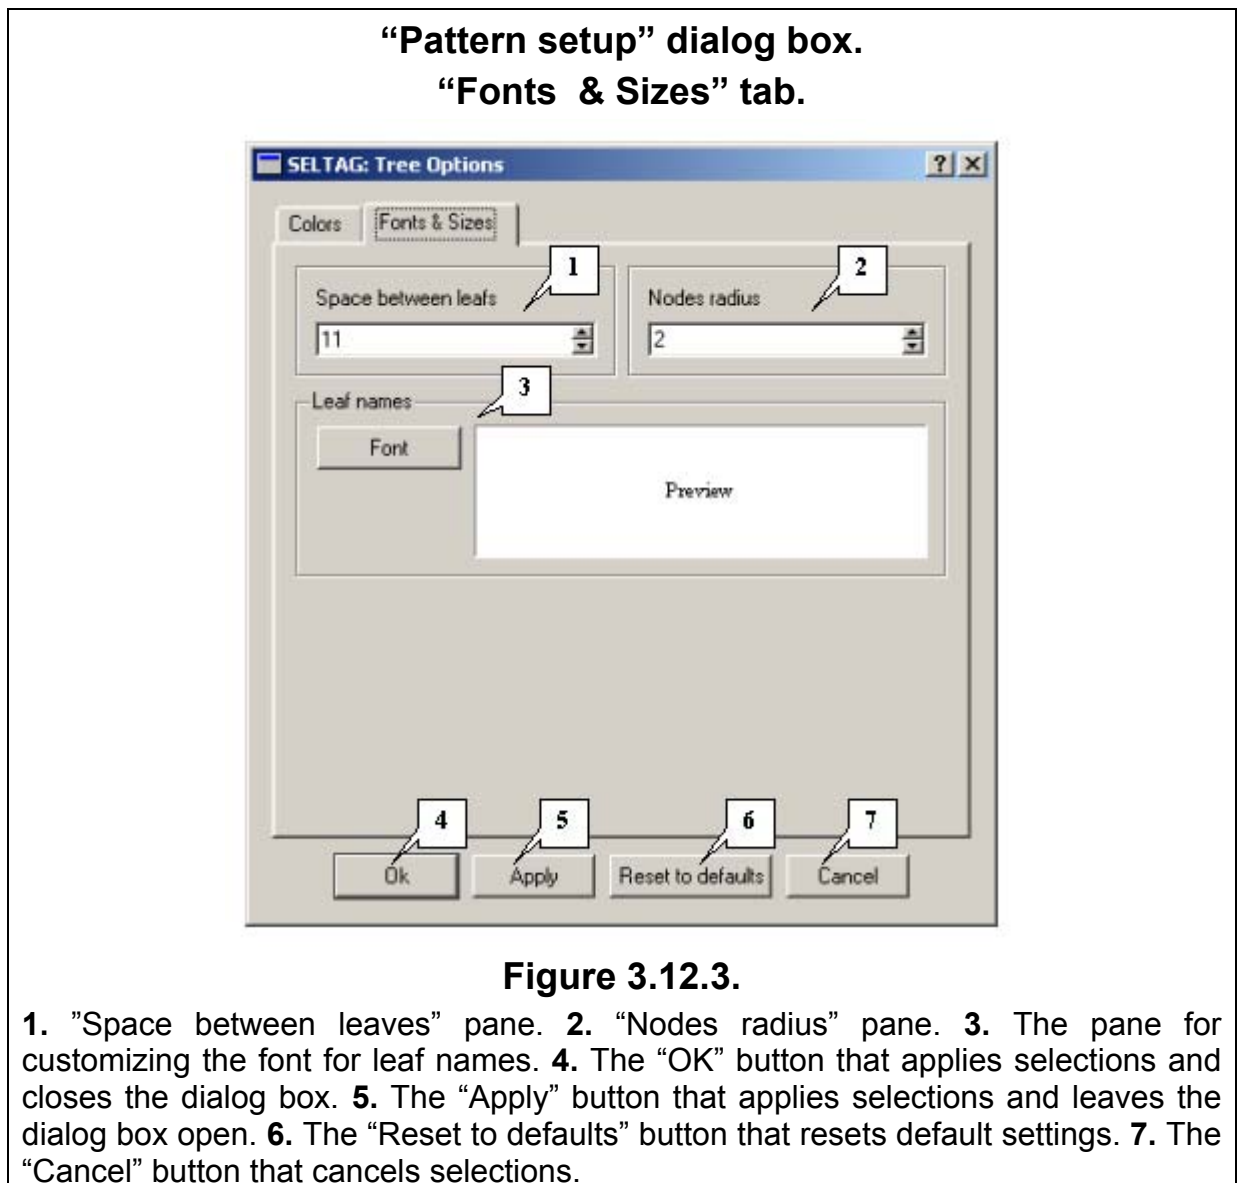 “Pattern setup” dialog box.
“Fonts & Sizes” tab.
SELTAG: Tree Options
Colors Fonts & Sizes
1 2
Space between leafs Nodes radius
11 2
3
Leaf names
Font
Preview
4 5 6 7
Ok Apply Reset to defaults Cancel
Figure 3.12.3.
1. ”Space between leaves” pane. 2. “Nodes radius” pane. 3. The pane for
customizing the font for leaf names. 4. The “OK” button that applies selections and
closes the dialog box. 5. The “Apply” button that applies selections and leaves the
dialog box open. 6. The “Reset to defaults” button that resets default settings. 7. The
“Cancel” button that cancels selections.